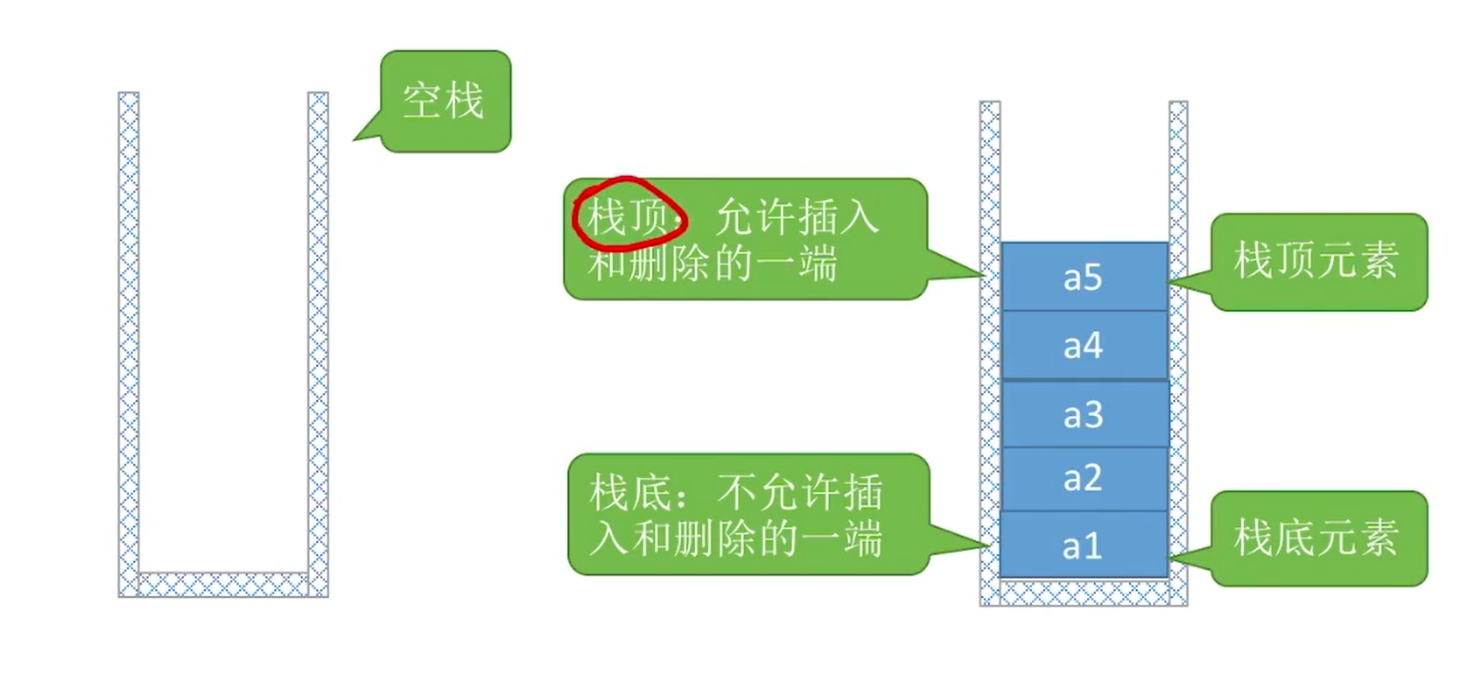 空栈
栈顶：允许插入
和删除的一端
栈顶元素
a5
a4
a3
a2
a1
栈底：不允许插
入和删除的一端
栈底元素